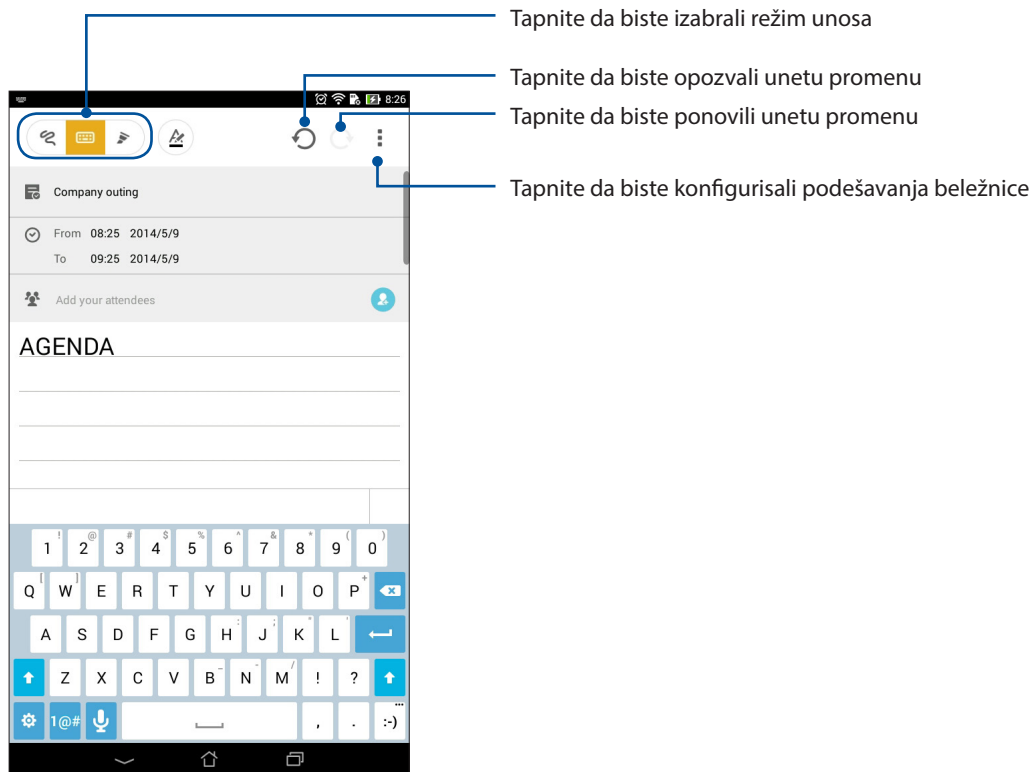 Tapnite da biste izabrali režim unosa
Tapnite da biste opozvali unetu promenu
Tapnite da biste ponovili unetu promenu
Tapnite da biste konfigurisali podešavanja beležnice
8:26
Company outing
From 08:25 2014/5/9
To 09:25 2014/5/9
Add your attendees
AGENDA
! @ # $ % ^ & * ( )
1 2 3 4 5 6 7 8 9 0
[ ] +
Q W E R T Y U I O P
: ; " '
A S D F G H J K L
_ - /
Z X C V B N M ! ?
1@# , . :-)